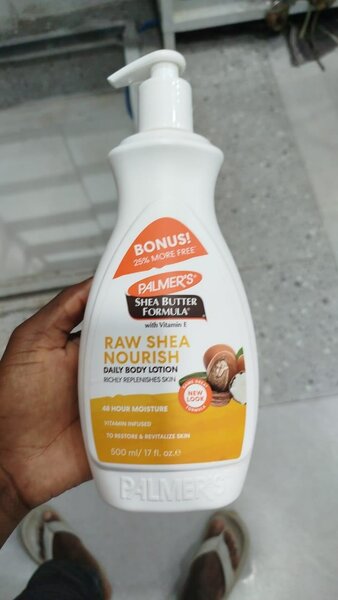 BONUS!
25% MORE FREE*
PALMER'S®
SHEA BUTTER
FORMULA®
with Vitamin E
RAW SHEA
NOURISH
DAILY BODY LOTION
RICHLY REPLENISHES SKIN
NEW
LOOK
FORMULA
48 HOUR MOISTURE
VITAMIN INFUSED
TO RESTORE & REVITALIZE SKIN
500 ml/ 17 fl. oz.e
PALMER'S